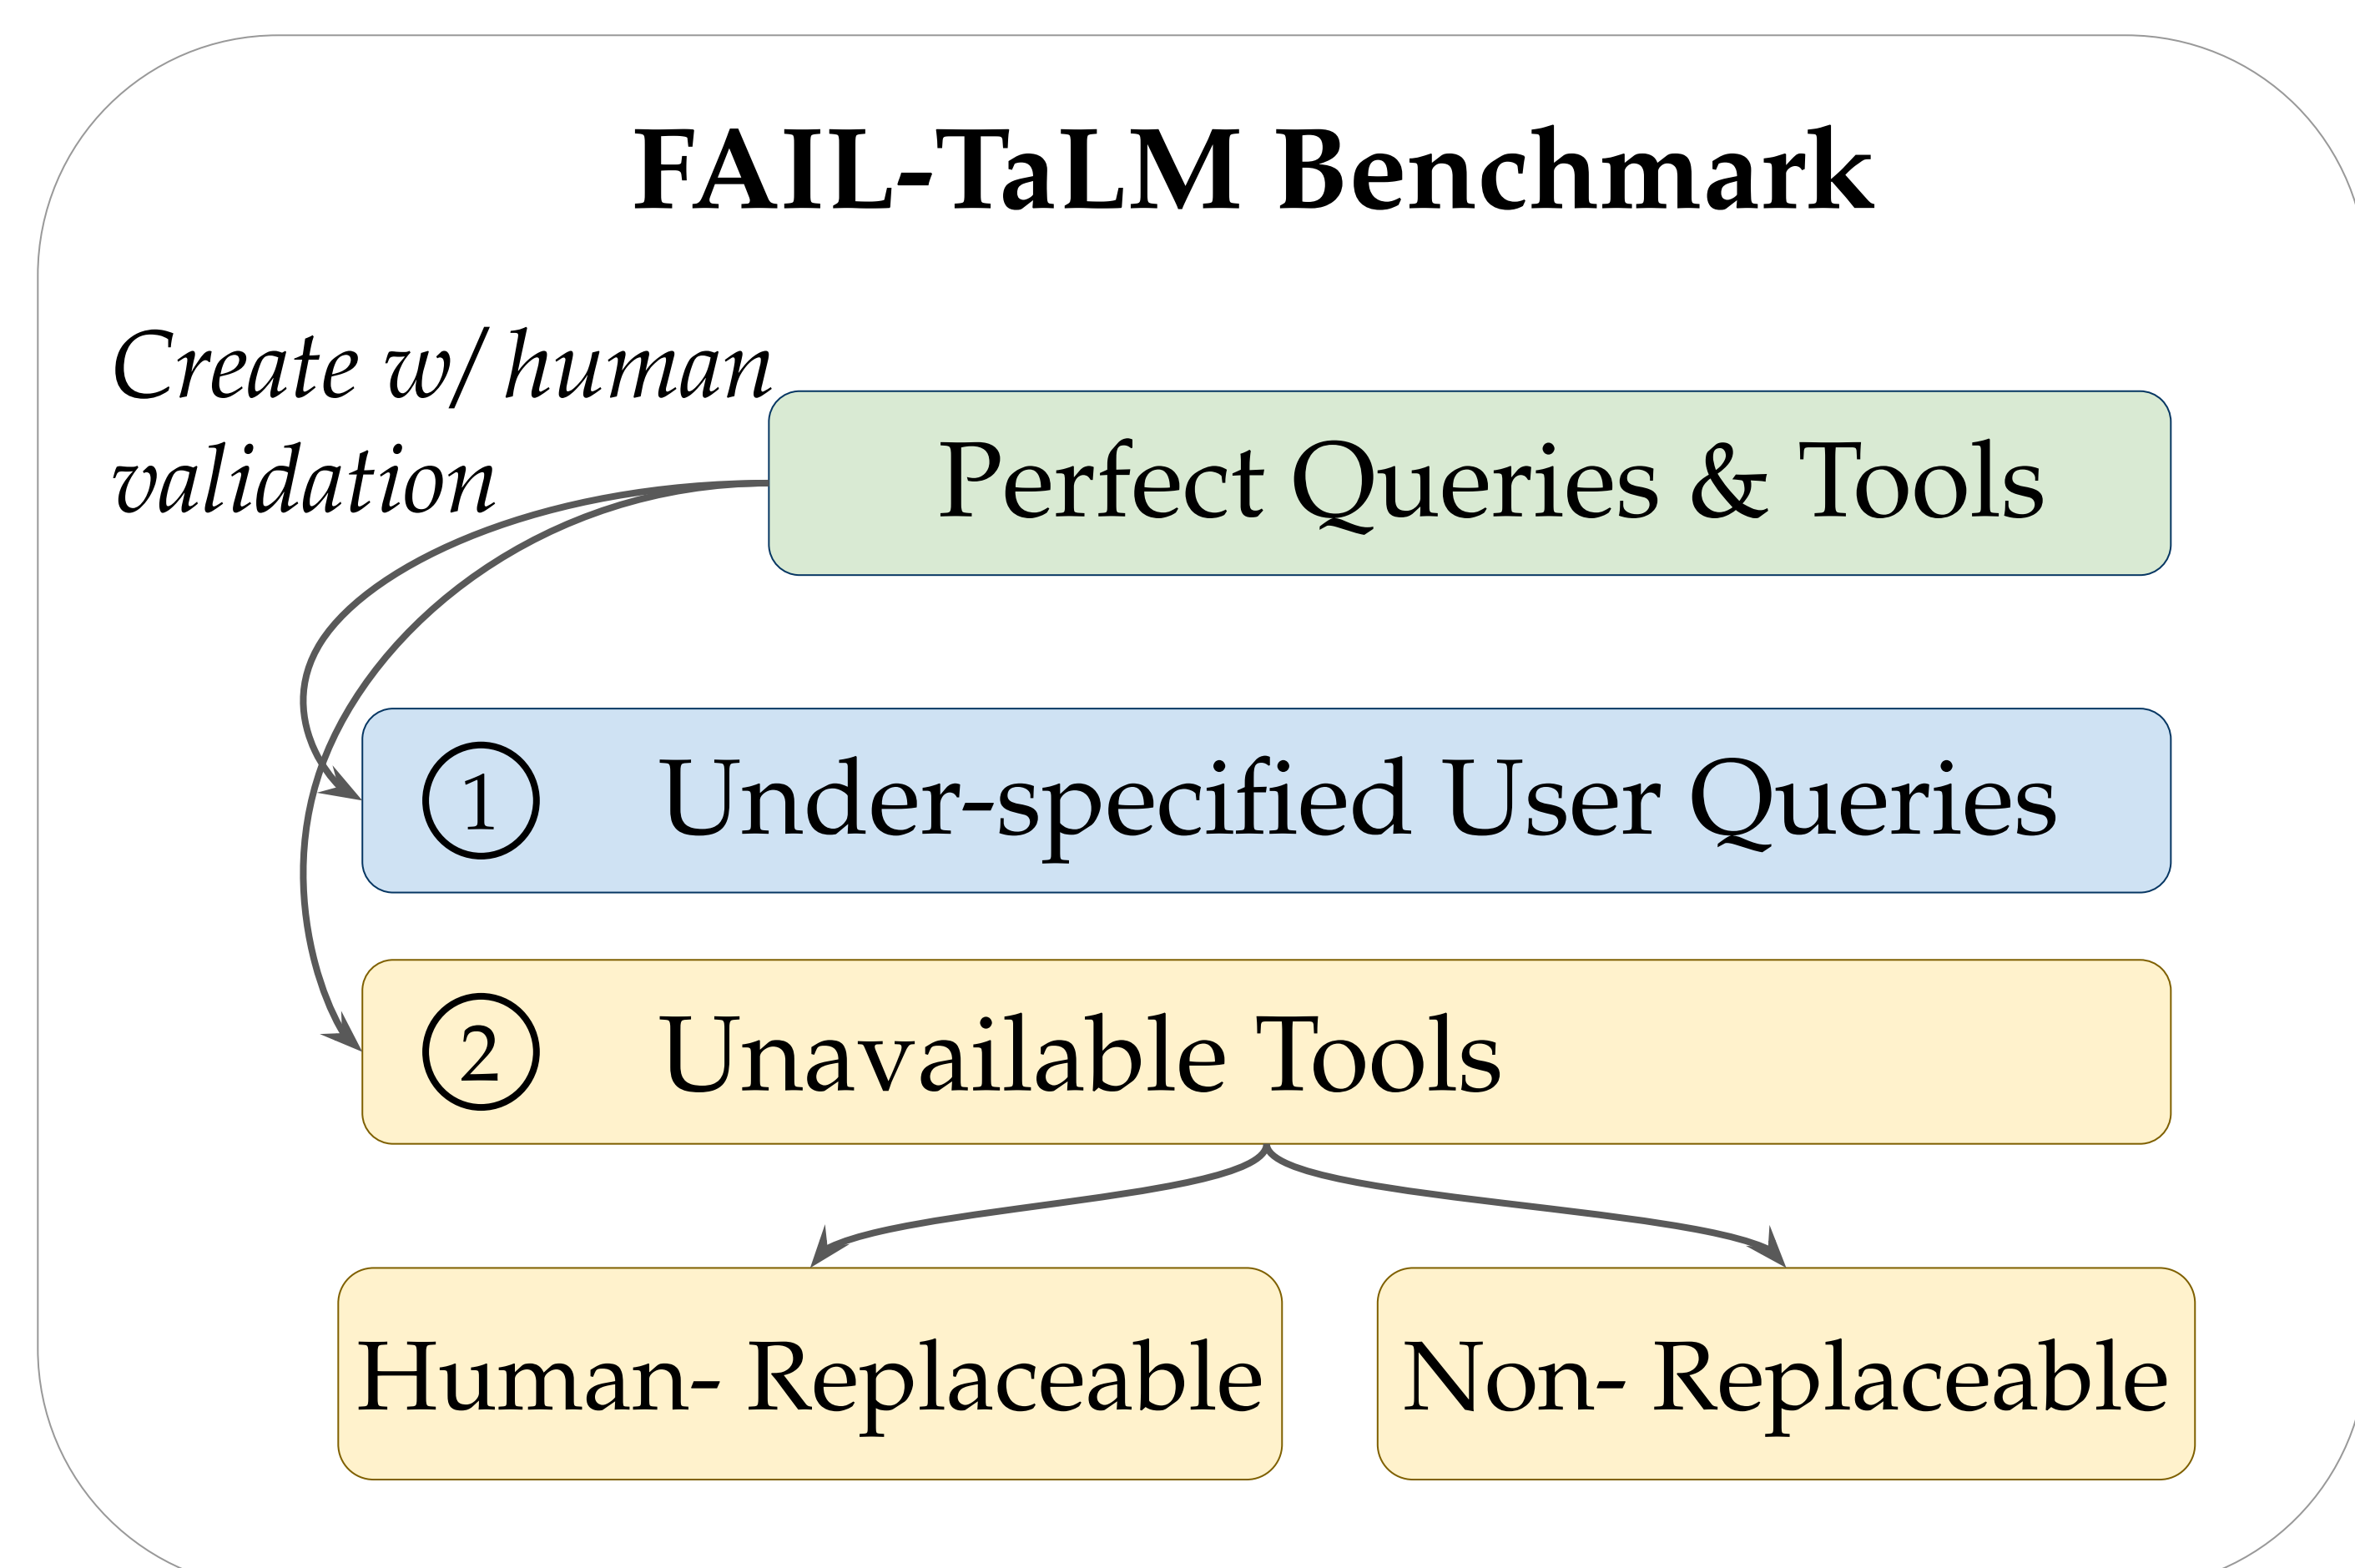 FAIL-TaLM Benchmark
Create w/ human
validation
Perfect Queries & Tools
1 Under-specified User Queries
2 Unavailable Tools
Human- Replaceable
Non- Replaceable